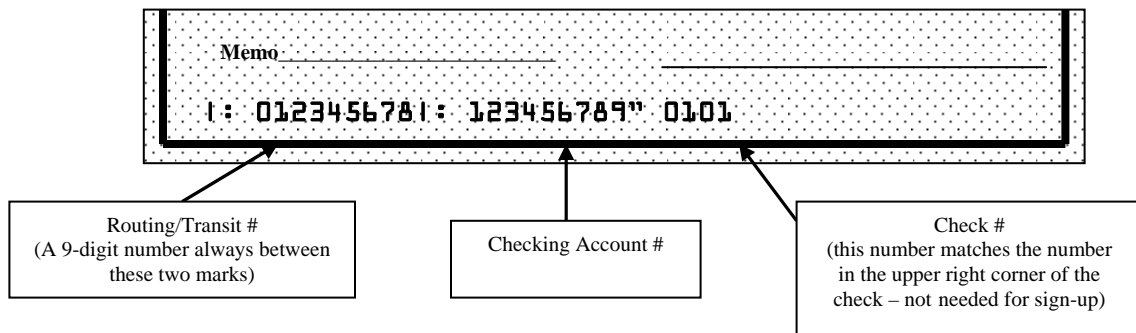 Memo____________________________
|: 012345678|: 123456789" 0101
Routing/Transit #
(A 9-digit number always between
these two marks)
Checking Account #
Check #
(this number matches the number
in the upper right corner of the
check – not needed for sign-up)